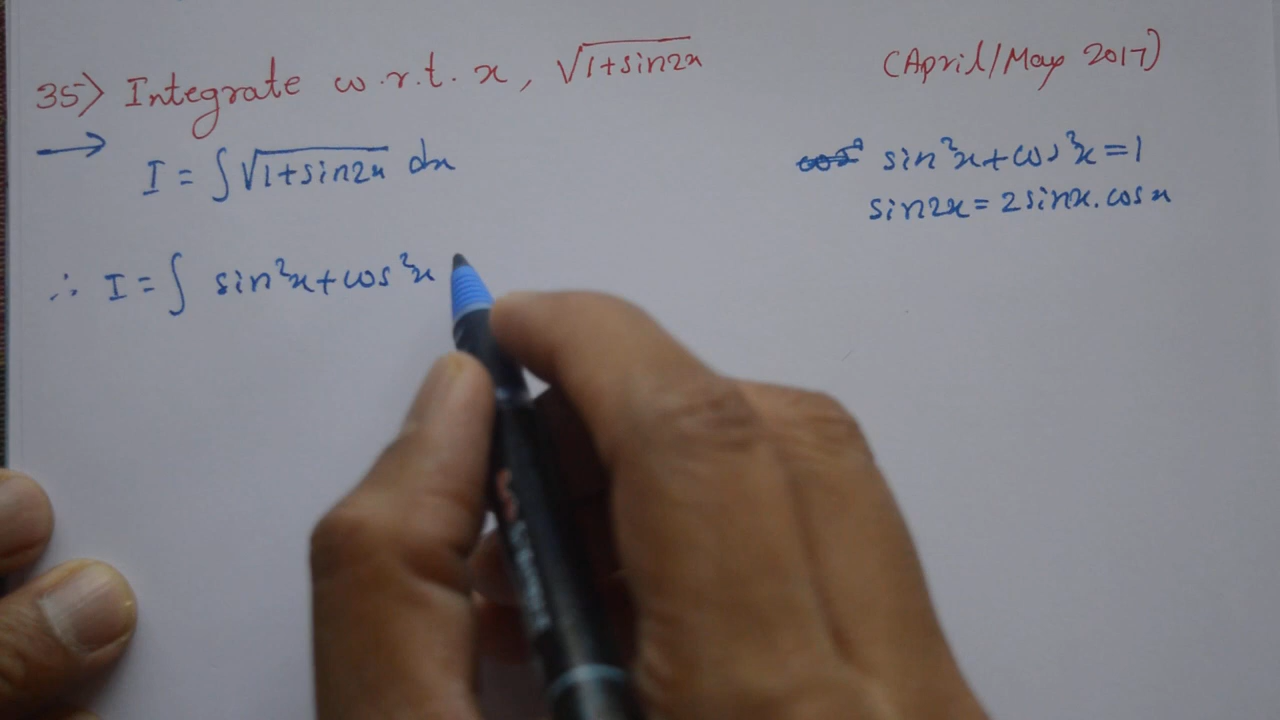 35> Integrate w.r.t. x, √1+sin2x (April/May 2017)
→ I = ∫√1+sin2x dx
sin²x+cos²x=1
sin2x = 2sinx.cosx
∴ I = ∫ sin²x+cos²x